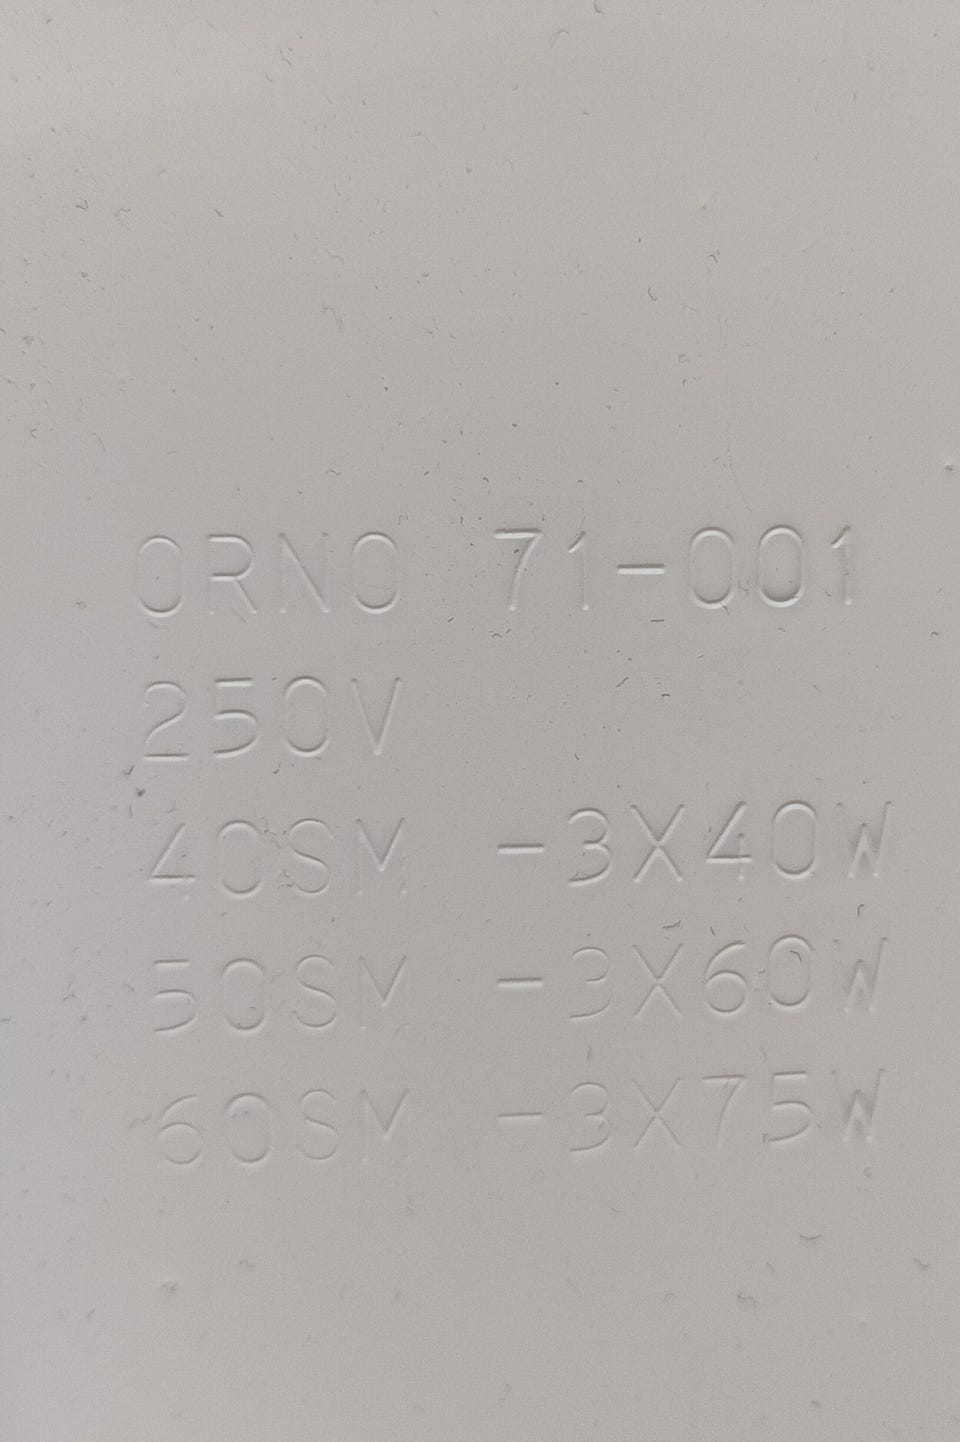 ORNO 71-001
250V
40SM -3X40W
50SM -3X60W
60SM -3X75W